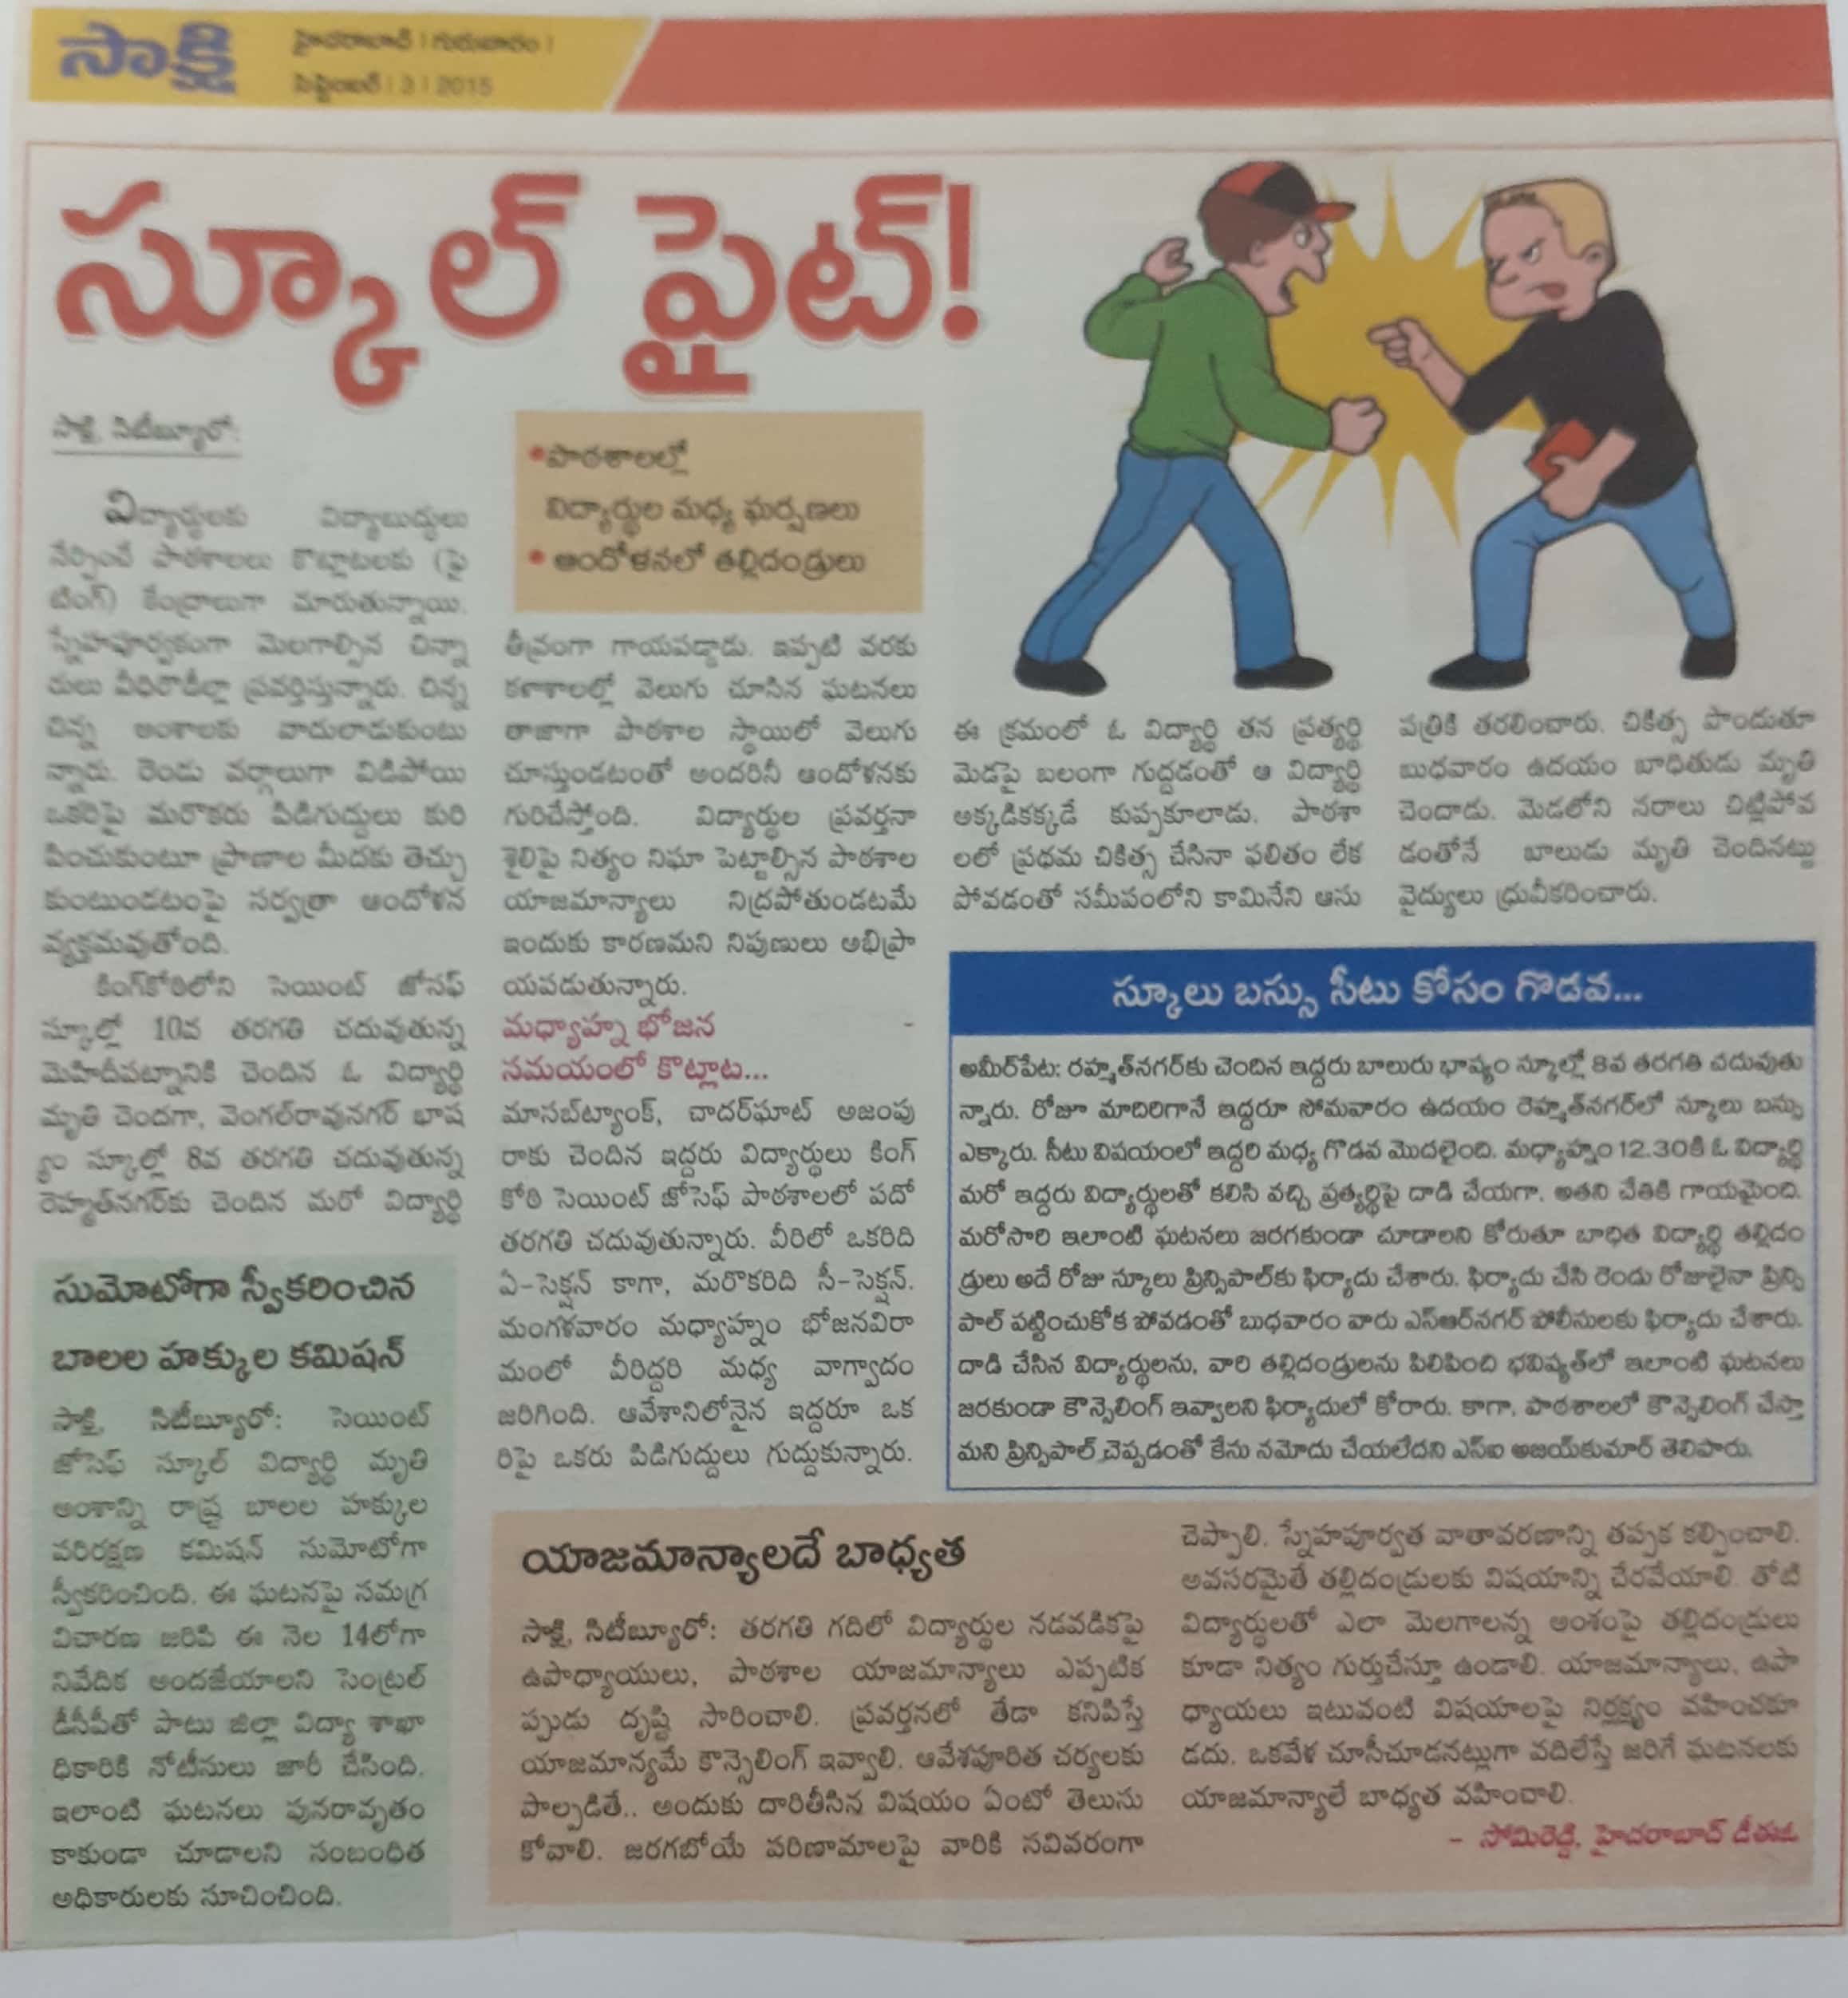 సాక్షి
హైదరాబాద్ | గురువారం |
సెప్టెంబర్ | 3 | 2015
స్కూల్ ఫైట్!
సాక్షి, సిటీబ్యూరో:
విద్యార్థులకు విద్యాబుద్ధులు
నేర్పించే పాఠశాలలు కొట్లాటలకు (ఫై
టింగ్) కేంద్రాలుగా మారుతున్నాయి.
స్నేహపూర్వకంగా మెలగాల్సిన చిన్నా
రులు వీధిరౌడీల్లా ప్రవర్తిస్తున్నారు. చిన్న
చిన్న అంశాలకు వాదులాడుకుంటు
న్నారు. రెండు వర్గాలుగా విడిపోయి
ఒకరిపై మరొకరు పిడిగుద్దులు కురి
పించుకుంటూ ప్రాణాల మీదకు తెచ్చు
కుంటుండటంపై సర్వత్రా ఆందోళన
వ్యక్తమవుతోంది.
కింగ్‌కోఠిలోని సెయింట్ జోసఫ్
స్కూల్లో 10వ తరగతి చదువుతున్న
మెహిదీపట్నానికి చెందిన ఓ విద్యార్థి
మృతి చెందగా, వెంగల్‌రావునగర్ భాష
్యం స్కూల్లో 8వ తరగతి చదువుతున్న
రెహ్మత్‌నగర్‌కు చెందిన మరో విద్యార్థి
•పాఠశాలల్లో
విద్యార్థుల మధ్య ఘర్షణలు
• ఆందోళనలో తల్లిదండ్రులు
తీవ్రంగా గాయపడ్డాడు. ఇప్పటి వరకు
కళాశాలల్లో వెలుగు చూసిన ఘటనలు
తాజాగా పాఠశాల స్థాయిలో వెలుగు
చూస్తుండటంతో అందరినీ ఆందోళనకు
గురిచేస్తోంది. విద్యార్థుల ప్రవర్తనా
శైలిపై నిత్యం నిఘా పెట్టాల్సిన పాఠశాల
యాజమాన్యాలు నిద్రపోతుండటమే
ఇందుకు కారణమని నిపుణులు అభిప్రా
యపడుతున్నారు.
మధ్యాహ్న భోజన
సమయంలో కొట్లాట...
మాసబ్‌ట్యాంక్, చాదర్‌ఘాట్ అజంపు
రాకు చెందిన ఇద్దరు విద్యార్థులు కింగ్
కోఠి సెయింట్ జోసెఫ్ పాఠశాలలో పదో
తరగతి చదువుతున్నారు. వీరిలో ఒకరిది
ఏ-సెక్షన్ కాగా, మరొకరిది సీ-సెక్షన్.
మంగళవారం మధ్యాహ్నం భోజనవిరా
మంలో వీరిద్దరి మధ్య వాగ్వాదం
జరిగింది. ఆవేశానిలోనైన ఇద్దరూ ఒక
రిపై ఒకరు పిడిగుద్దులు గుద్దుకున్నారు.
ఈ క్రమంలో ఓ విద్యార్థి తన ప్రత్యర్థి
మెడపై బలంగా గుద్దడంతో ఆ విద్యార్థి
అక్కడికక్కడే కుప్పకూలాడు. పాఠశా
లలో ప్రథమ చికిత్స చేసినా ఫలితం లేక
పోవడంతో సమీపంలోని కామినేని ఆసు
పత్రికి తరలించారు. చికిత్స పొందుతూ
బుధవారం ఉదయం బాధితుడు మృతి
చెందాడు. మెడలోని నరాలు చిట్లిపోవ
డంతోనే బాలుడు మృతి చెందినట్టు
వైద్యులు ధ్రువీకరించారు.
స్కూలు బస్సు సీటు కోసం గొడవ...
అమీర్‌పేట: రహ్మత్‌నగర్‌కు చెందిన ఇద్దరు బాలురు భాష్యం స్కూల్లో 8వ తరగతి చదువుతు
న్నారు. రోజూ మాదిరిగానే ఇద్దరూ సోమవారం ఉదయం రెహ్మత్‌నగర్‌లో స్కూలు బస్సు
ఎక్కారు. సీటు విషయంలో ఇద్దరి మధ్య గొడవ మొదలైంది. మధ్యాహ్నం 12.30కి ఓ విద్యార్థి
మరో ఇద్దరు విద్యార్థులతో కలిసి వచ్చి ప్రత్యర్థిపై దాడి చేయగా, అతని చేతికి గాయమైంది.
మరోసారి ఇలాంటి ఘటనలు జరగకుండా చూడాలని కోరుతూ బాధిత విద్యార్థి తల్లిదం
డ్రులు అదే రోజు స్కూలు ప్రిన్సిపాల్‌కు ఫిర్యాదు చేశారు. ఫిర్యాదు చేసి రెండు రోజులైనా ప్రిన్సి
పాల్ పట్టించుకోక పోవడంతో బుధవారం వారు ఎస్ఆర్‌నగర్ పోలీసులకు ఫిర్యాదు చేశారు.
దాడి చేసిన విద్యార్థులను, వారి తల్లిదండ్రులను పిలిపించి భవిష్యత్‌లో ఇలాంటి ఘటనలు
జరకుండా కౌన్సెలింగ్ ఇవ్వాలని ఫిర్యాదులో కోరారు. కాగా, పాఠశాలలో కౌన్సెలింగ్ చేస్తా
మని ప్రిన్సిపాల్ చెప్పడంతో కేసు నమోదు చేయలేదని ఎస్ఐ అజయ్‌కుమార్ తెలిపారు.
సుమోటోగా స్వీకరించిన
బాలల హక్కుల కమిషన్
సాక్షి, సిటీబ్యూరో: సెయింట్
జోసెఫ్ స్కూల్ విద్యార్థి మృతి
అంశాన్ని రాష్ట్ర బాలల హక్కుల
పరిరక్షణ కమిషన్ సుమోటోగా
స్వీకరించింది. ఈ ఘటనపై సమగ్ర
విచారణ జరిపి ఈ నెల 14లోగా
నివేదిక అందజేయాలని సెంట్రల్
డీసీపీతో పాటు జిల్లా విద్యా శాఖా
ధికారికి నోటీసులు జారీ చేసింది.
ఇలాంటి ఘటనలు పునరావృతం
కాకుండా చూడాలని సంబంధిత
అధికారులకు సూచించింది.
యాజమాన్యాలదే బాధ్యత
సాక్షి, సిటీబ్యూరో: తరగతి గదిలో విద్యార్థుల నడవడికపై
ఉపాధ్యాయులు, పాఠశాల యాజమాన్యాలు ఎప్పటిక
ప్పుడు దృష్టి సారించాలి. ప్రవర్తనలో తేడా కనిపిస్తే
యాజమాన్యమే కౌన్సెలింగ్ ఇవ్వాలి. ఆవేశపూరిత చర్యలకు
పాల్పడితే.. అందుకు దారితీసిన విషయం ఏంటో తెలుసు
కోవాలి. జరగబోయే పరిణామాలపై వారికి సవివరంగా
చెప్పాలి. స్నేహపూర్వత వాతావరణాన్ని తప్పక కల్పించాలి.
అవసరమైతే తల్లిదండ్రులకు విషయాన్ని చేరవేయాలి. తోటి
విద్యార్థులతో ఎలా మెలగాలన్న అంశంపై తల్లిదండ్రులు
కూడా నిత్యం గుర్తుచేస్తూ ఉండాలి. యాజమాన్యాలు, ఉపా
ధ్యాయలు ఇటువంటి విషయాలపై నిర్లక్ష్యం వహించకూ
డదు. ఒకవేళ చూసీచూడనట్లుగా వదిలేస్తే జరిగే ఘటనలకు
యాజమాన్యాలే బాధ్యత వహించాలి.
– సోమిరెడ్డి, హైదరాబాద్ డీఈఓ